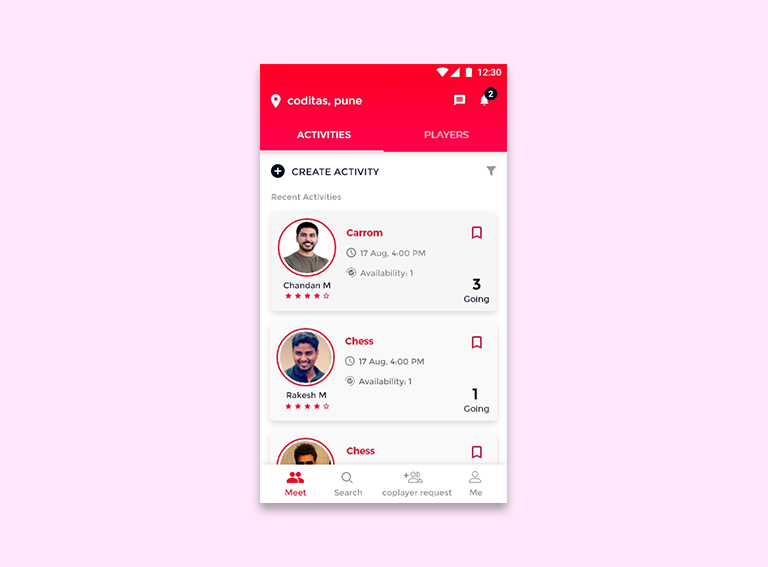 12:30
coditas, pune
2
ACTIVITIES
PLAYERS
CREATE ACTIVITY
Recent Activities
Carrom
17 Aug, 4:00 PM
Availability: 1
Chandan M
3
Going
Chess
17 Aug, 4:00 PM
Availability: 1
Rakesh M
1
Going
Chess
Meet
Search
coplayer request
Me